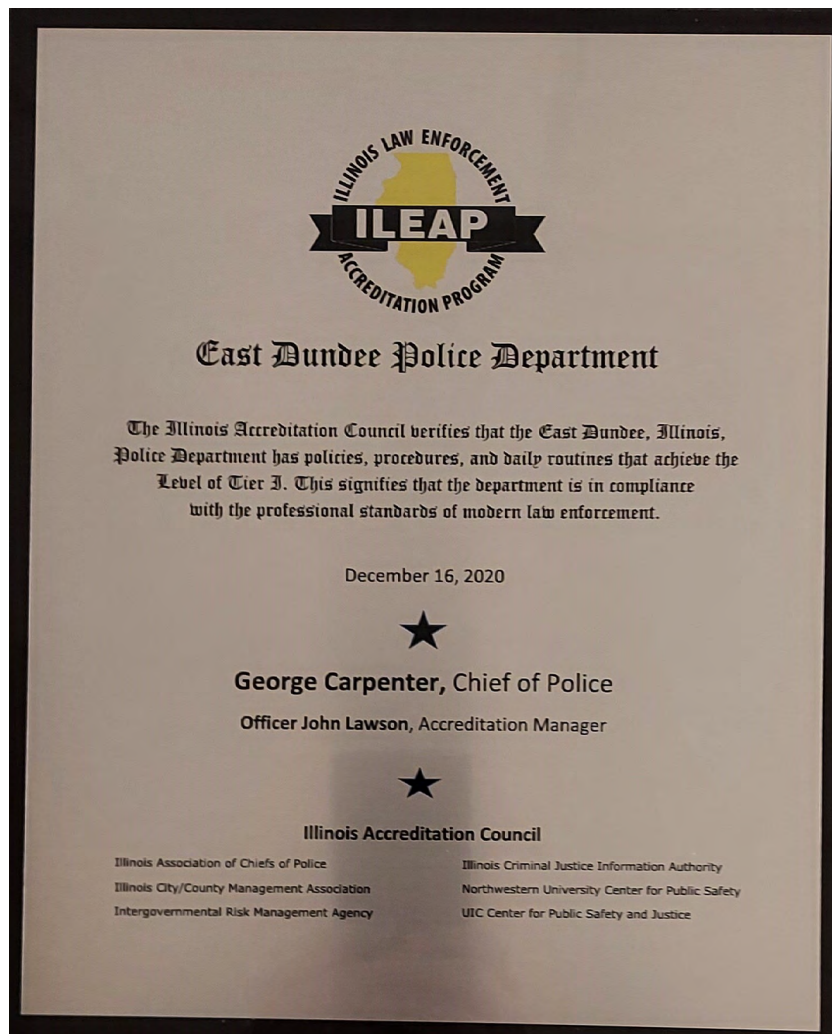 ILLINOIS LAW ENFORCEMENT
ILEAP
ACCREDITATION PROGRAM
East Dundee Police Department
The Illinois Accreditation Council verifies that the East Dundee, Illinois,
Police Department has policies, procedures, and daily routines that achieve the
Level of Tier I. This signifies that the department is in compliance
with the professional standards of modern law enforcement.
December 16, 2020
George Carpenter, Chief of Police
Officer John Lawson, Accreditation Manager
Illinois Accreditation Council
Illinois Association of Chiefs of Police
Illinois City/County Management Association
Intergovernmental Risk Management Agency
Illinois Criminal Justice Information Authority
Northwestern University Center for Public Safety
UIC Center for Public Safety and Justice